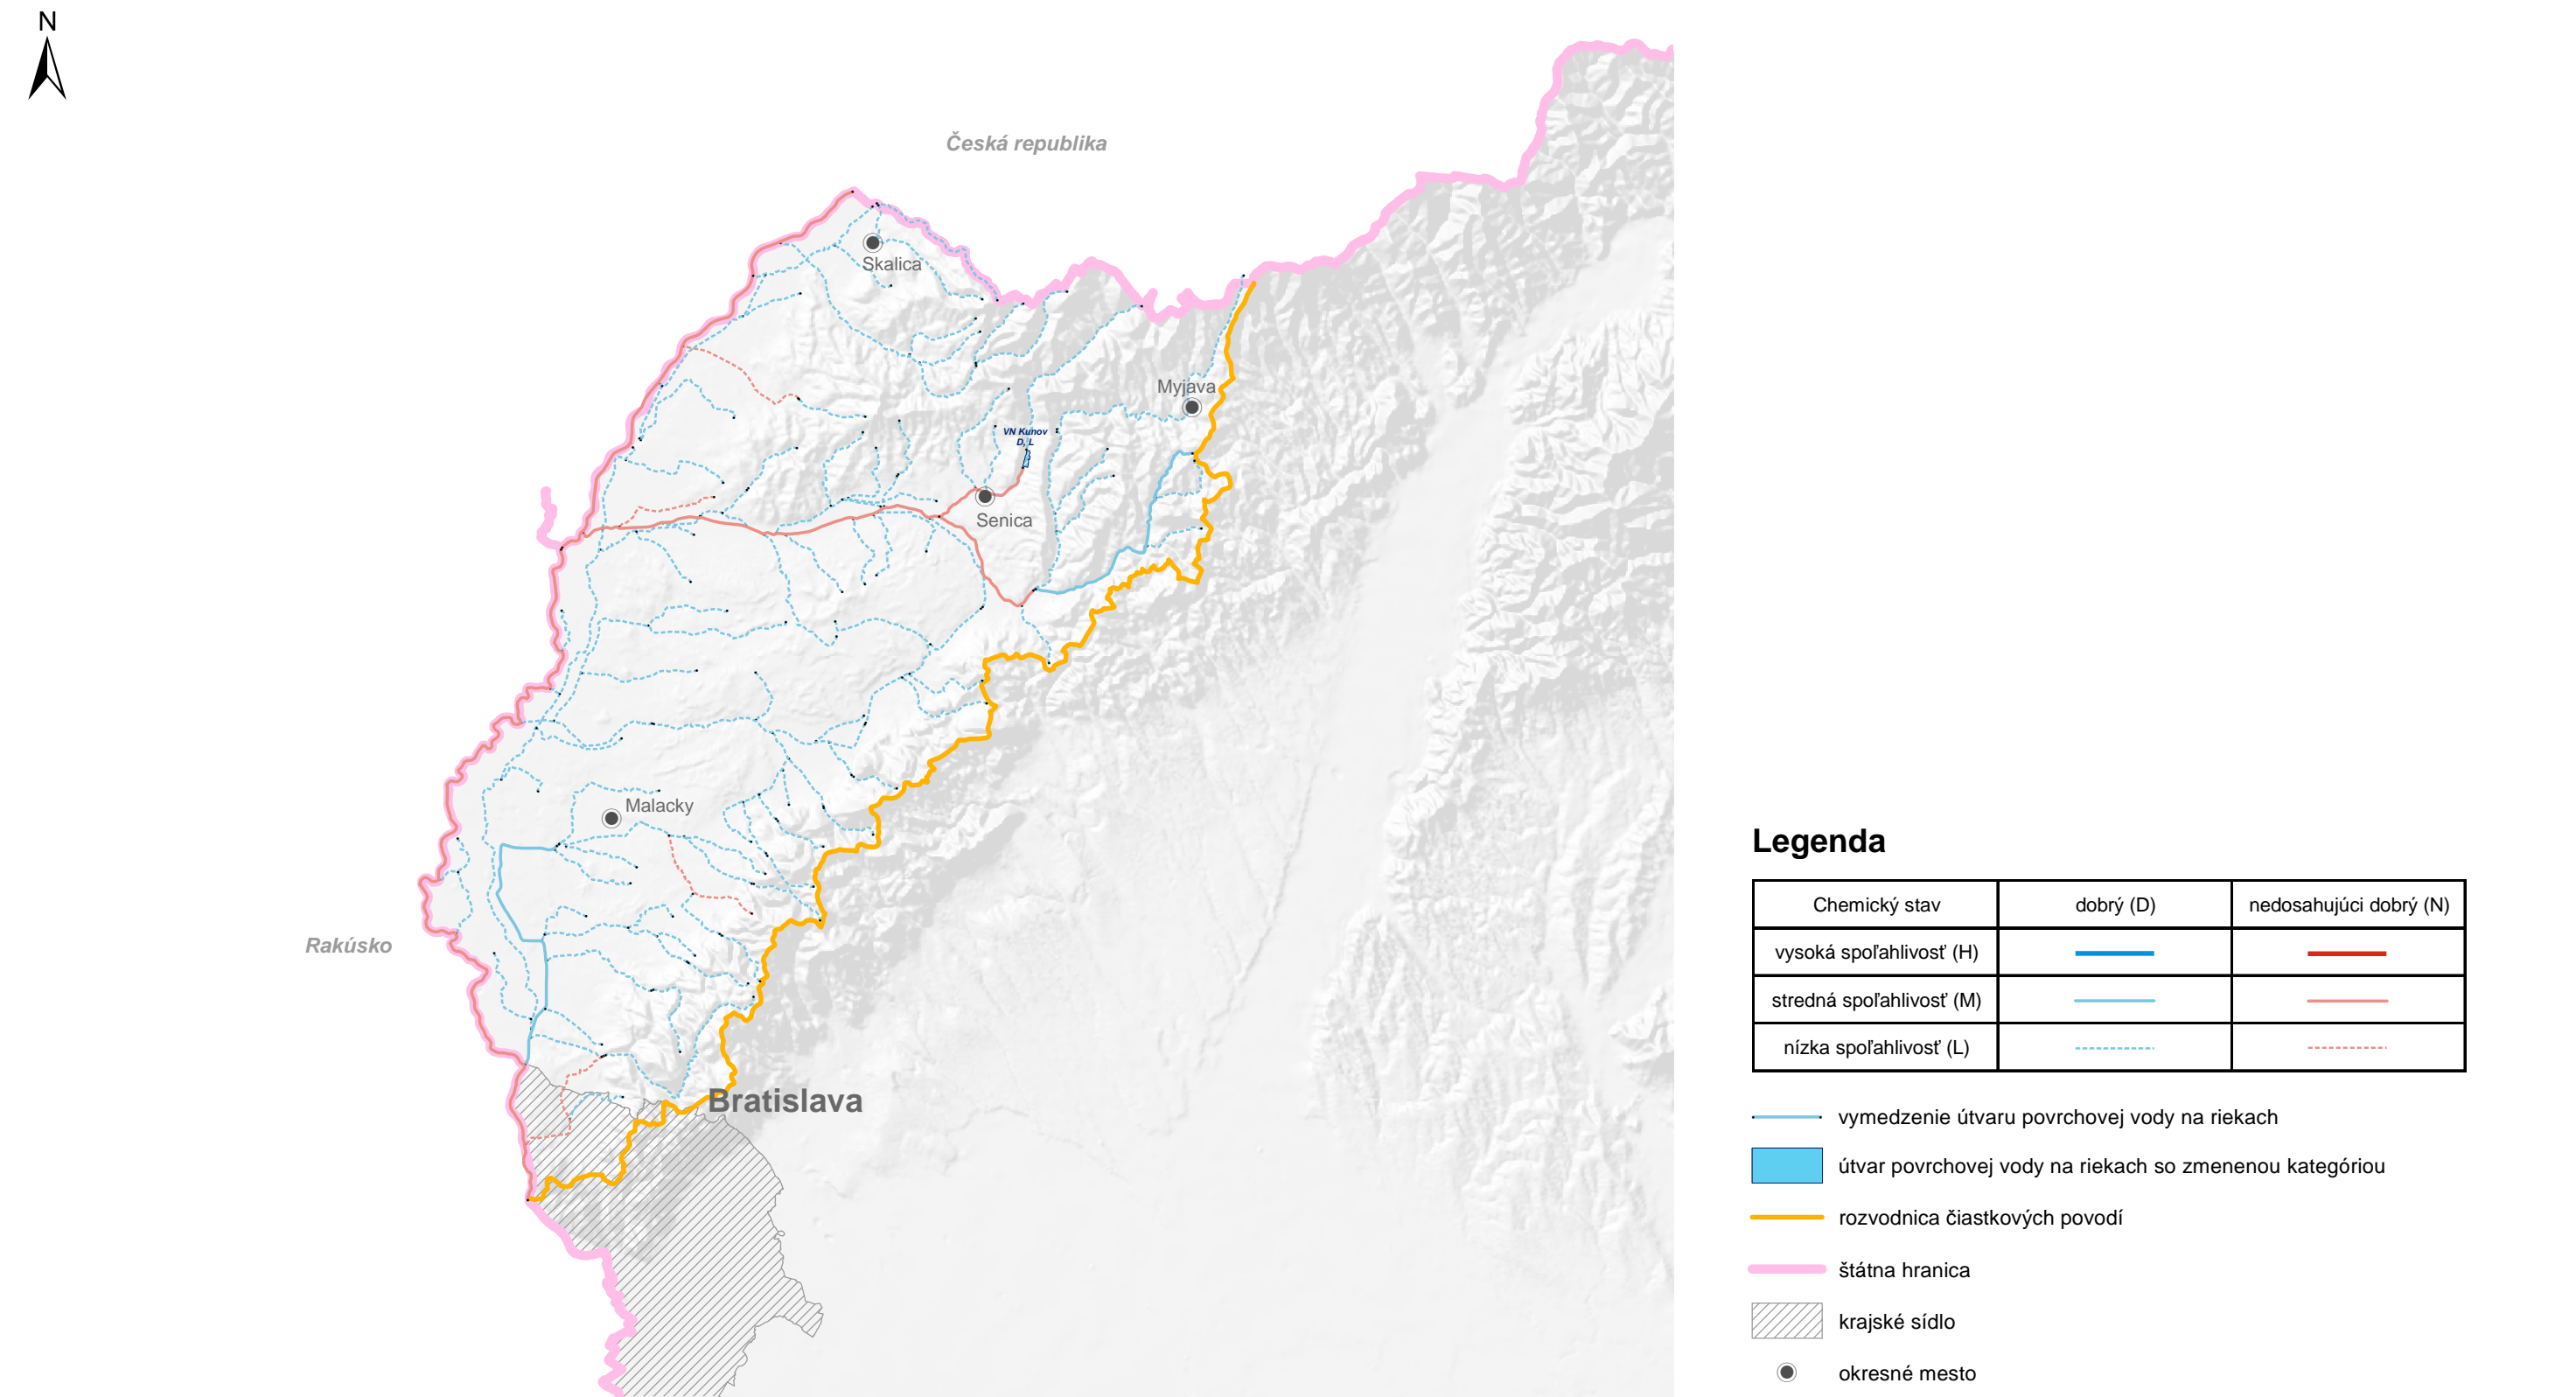 N
Česká republika
Skalica
Myjava
VN Kunov
D, L
Senica
Malacky
Rakúsko
Bratislava
Legenda
Chemický stav dobrý (D) nedosahujúci dobrý (N)
vysoká spoľahlivosť (H)
stredná spoľahlivosť (M)
nízka spoľahlivosť (L)
vymedzenie útvaru povrchovej vody na riekach
útvar povrchovej vody na riekach so zmenenou kategóriou
rozvodnica čiastkových povodí
štátna hranica
krajské sídlo
okresné mesto